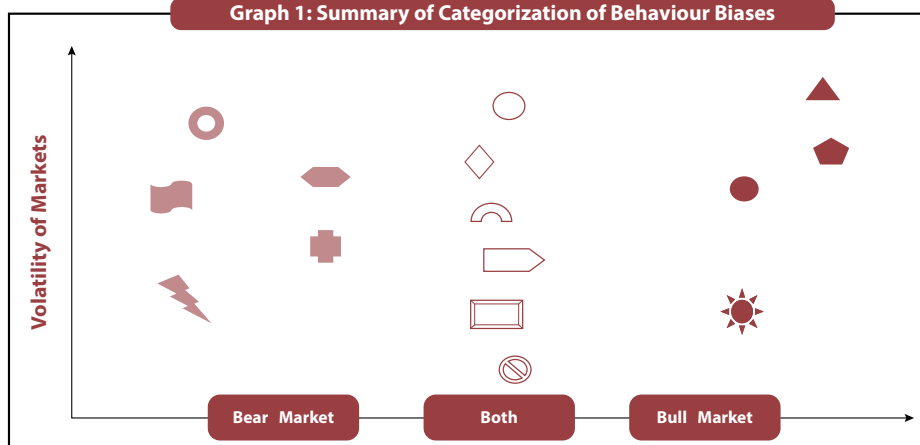 Graph 1: Summary of Categorization of Behaviour Biases
Volatility of Markets
Bear Market
Both
Bull Market